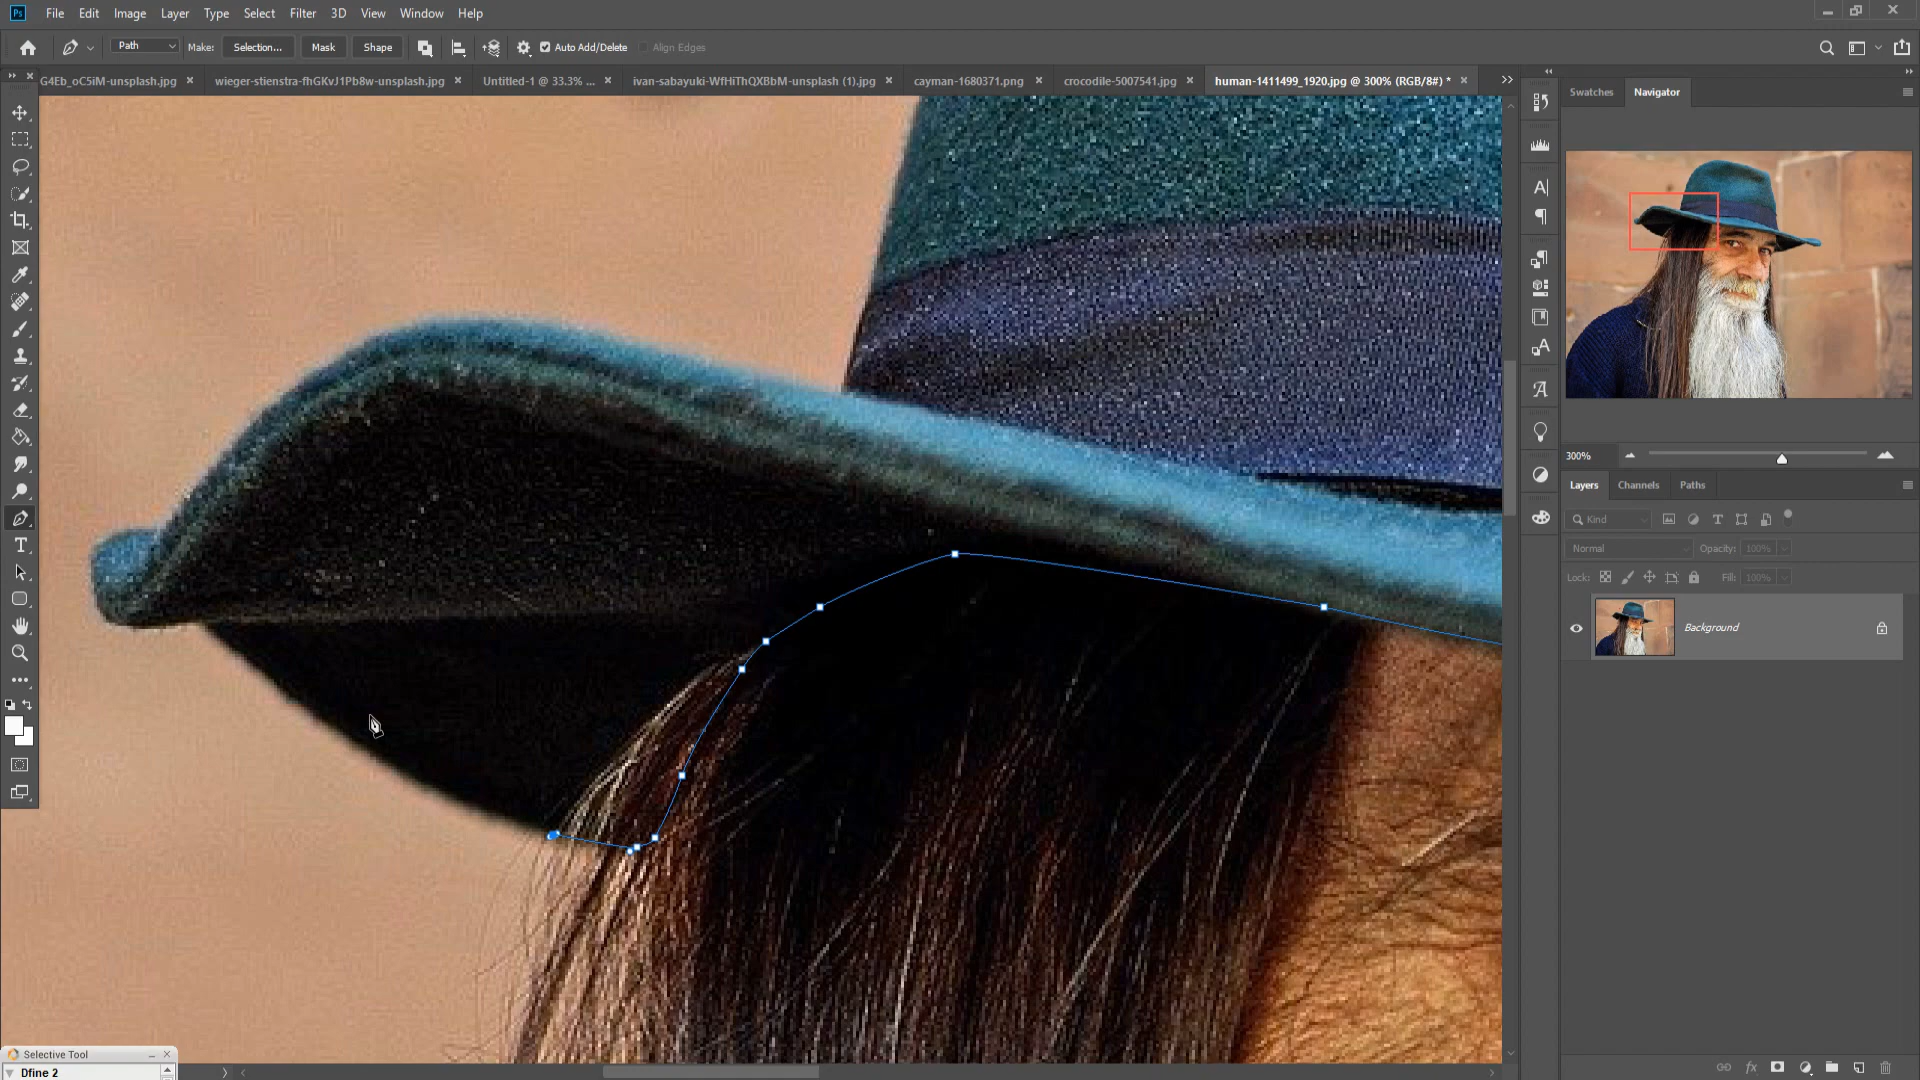 Ps File Edit Image Layer Type Select Filter 3D View Window Help
Path Make: Selection... Mask Shape Auto Add/Delete Align Edges
G4Eb_oC5iM-unsplash.jpg wieger-stienstra-fhGKvJ1Pb8w-unsplash.jpg Untitled-1 @ 33.3% ... ivan-sabayuki-WfHiThQXBbM-unsplash (1).jpg cayman-1680371.png crocodile-5007541.jpg human-1411499_1920.jpg @ 300% (RGB/8#) *
Swatches Navigator
300%
Layers Channels Paths
Kind
Normal Opacity: 100%
Lock: Fill: 100%
Background
Selective Tool
Dfine 2